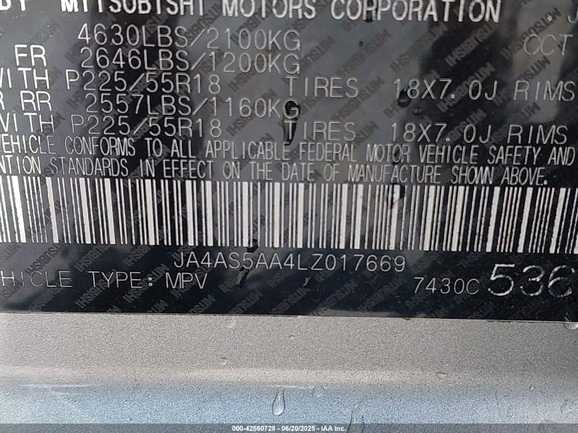 BY MITSUBISHI MOTORS CORPORATION
4630LBS/2100KG
FR 2646LBS/1200KG CCT
WITH P225/55R18 TIRES 18X7.0J RIMS
RR 2557LBS/1160KG
WITH P225/55R18 TIRES 18X7.0J RIMS
VEHICLE CONFORMS TO ALL APPLICABLE FEDERAL MOTOR VEHICLE SAFETY AND
STANDARDS IN EFFECT ON THE DATE OF MANUFACTURE SHOWN ABOVE.
JA4AS5AA4LZ017669
VEHICLE TYPE: MPV 7430C 536
000-42560728 - 06/20/2025 - IAA Inc.